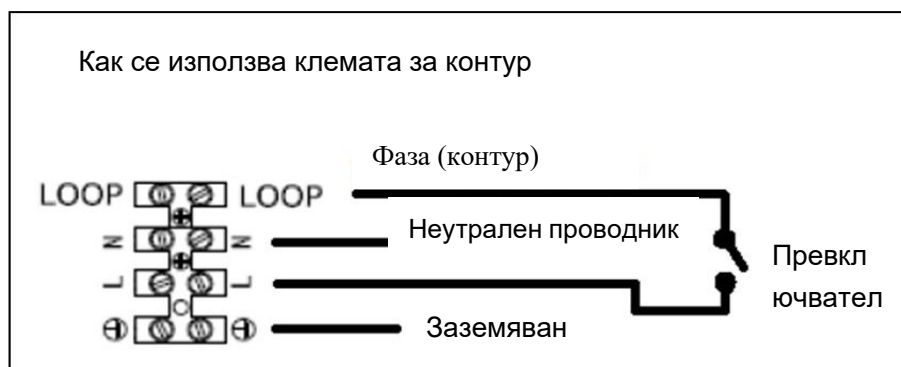 Как се използва клемата за контур
Фаза (контур)
LOOP LOOP
N N Неутрален проводник
L L
Превкл
ючвател
Заземяван